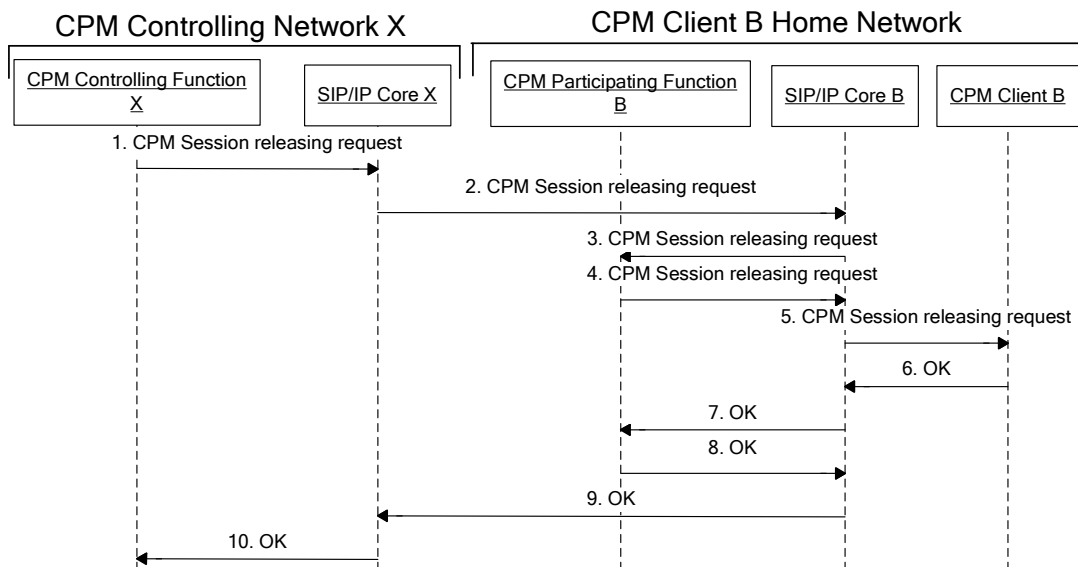 CPM Controlling Network X
CPM Client B Home Network
CPM Controlling Function
X
SIP/IP Core X
CPM Participating Function
B
SIP/IP Core B
CPM Client B
1. CPM Session releasing request
2. CPM Session releasing request
3. CPM Session releasing request
4. CPM Session releasing request
5. CPM Session releasing request
6. OK
7. OK
8. OK
9. OK
10. OK